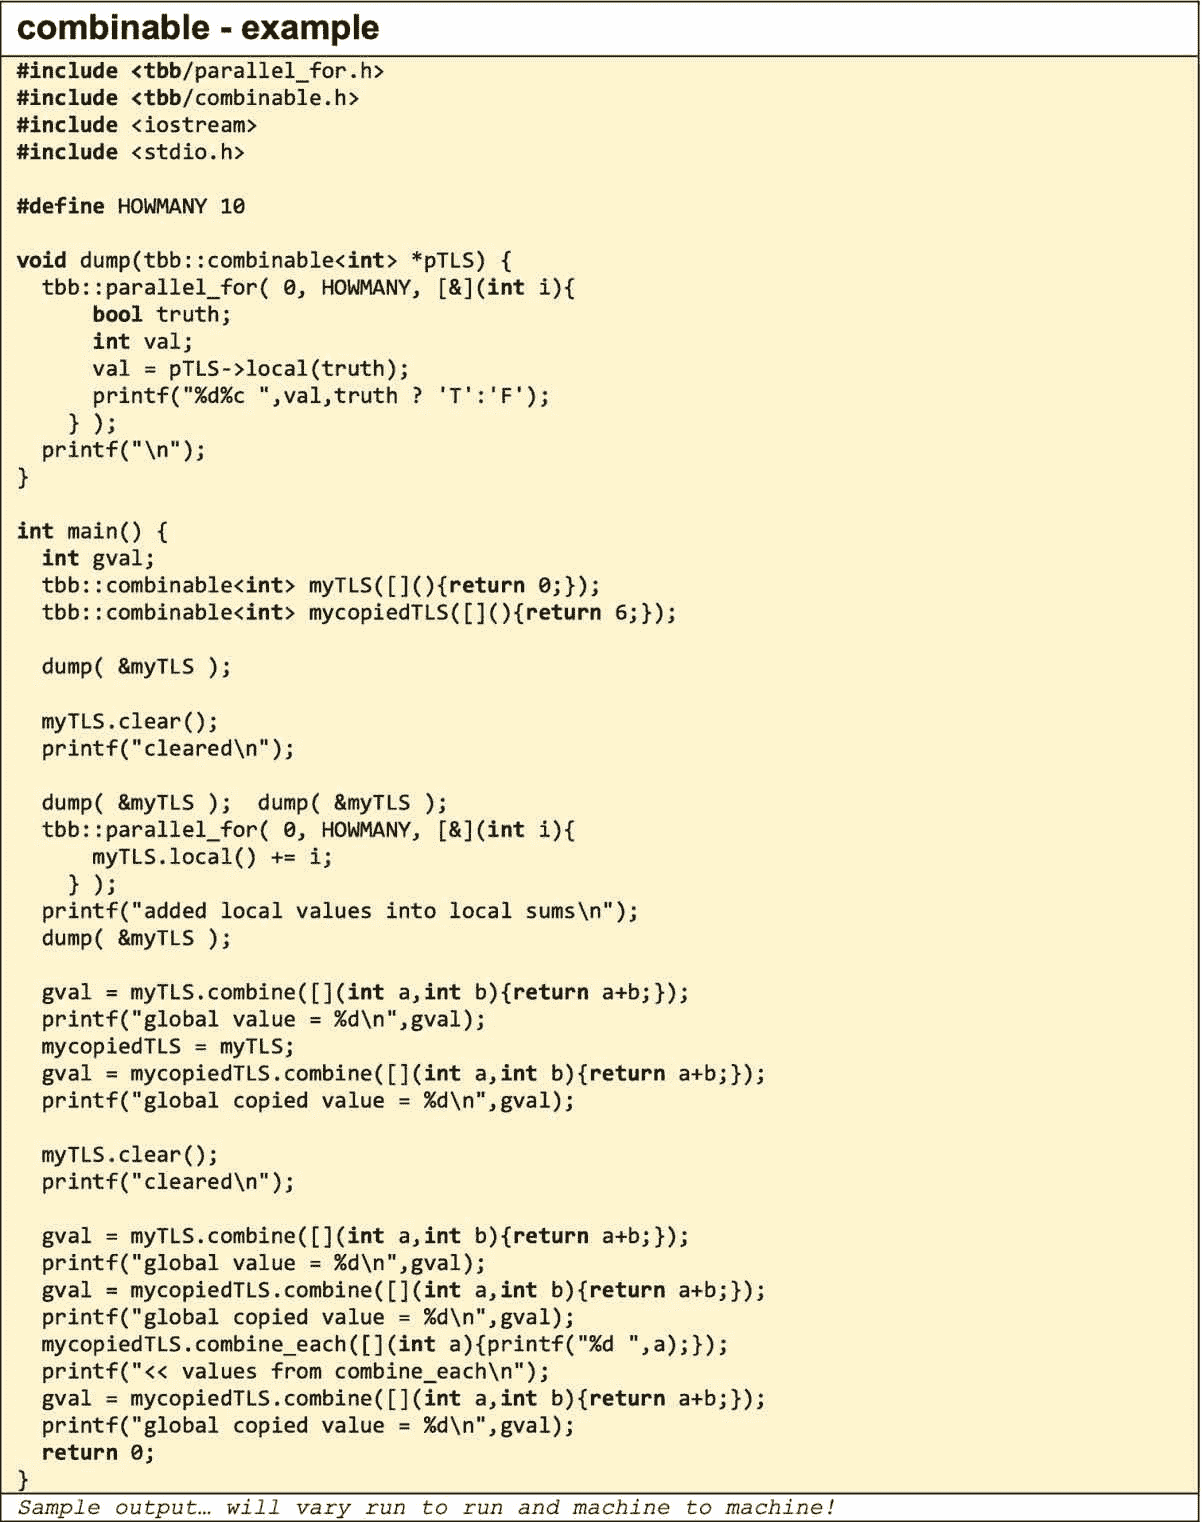 combinable - example
#include <tbb/parallel_for.h>
#include <tbb/combinable.h>
#include <iostream>
#include <stdio.h>

#define HOWMANY 10

void dump(tbb::combinable<int> *pTLS) {
  tbb::parallel_for( 0, HOWMANY, [&](int i){
      bool truth;
      int val;
      val = pTLS->local(truth);
      printf("%d%c ",val,truth ? 'T':'F');
    } );
  printf("\n");
}

int main() {
  int gval;
  tbb::combinable<int> myTLS([](){return 0;});
  tbb::combinable<int> mycopiedTLS([](){return 6;});

  dump( &myTLS );

  myTLS.clear();
  printf("cleared\n");

  dump( &myTLS );  dump( &myTLS );
  tbb::parallel_for( 0, HOWMANY, [&](int i){
      myTLS.local() += i;
    } );
  printf("added local values into local sums\n");
  dump( &myTLS );

  gval = myTLS.combine([](int a,int b){return a+b;});
  printf("global value = %d\n",gval);
  mycopiedTLS = myTLS;
  gval = mycopiedTLS.combine([](int a,int b){return a+b;});
  printf("global copied value = %d\n",gval);

  myTLS.clear();
  printf("cleared\n");

  gval = myTLS.combine([](int a,int b){return a+b;});
  printf("global value = %d\n",gval);
  gval = mycopiedTLS.combine([](int a,int b){return a+b;});
  printf("global copied value = %d\n",gval);
  mycopiedTLS.combine_each([](int a){printf("%d ",a);});
  printf("<< values from combine_each\n");
  gval = mycopiedTLS.combine([](int a,int b){return a+b;});
  printf("global copied value = %d\n",gval);
  return 0;
}
Sample output… will vary run to run and machine to machine!